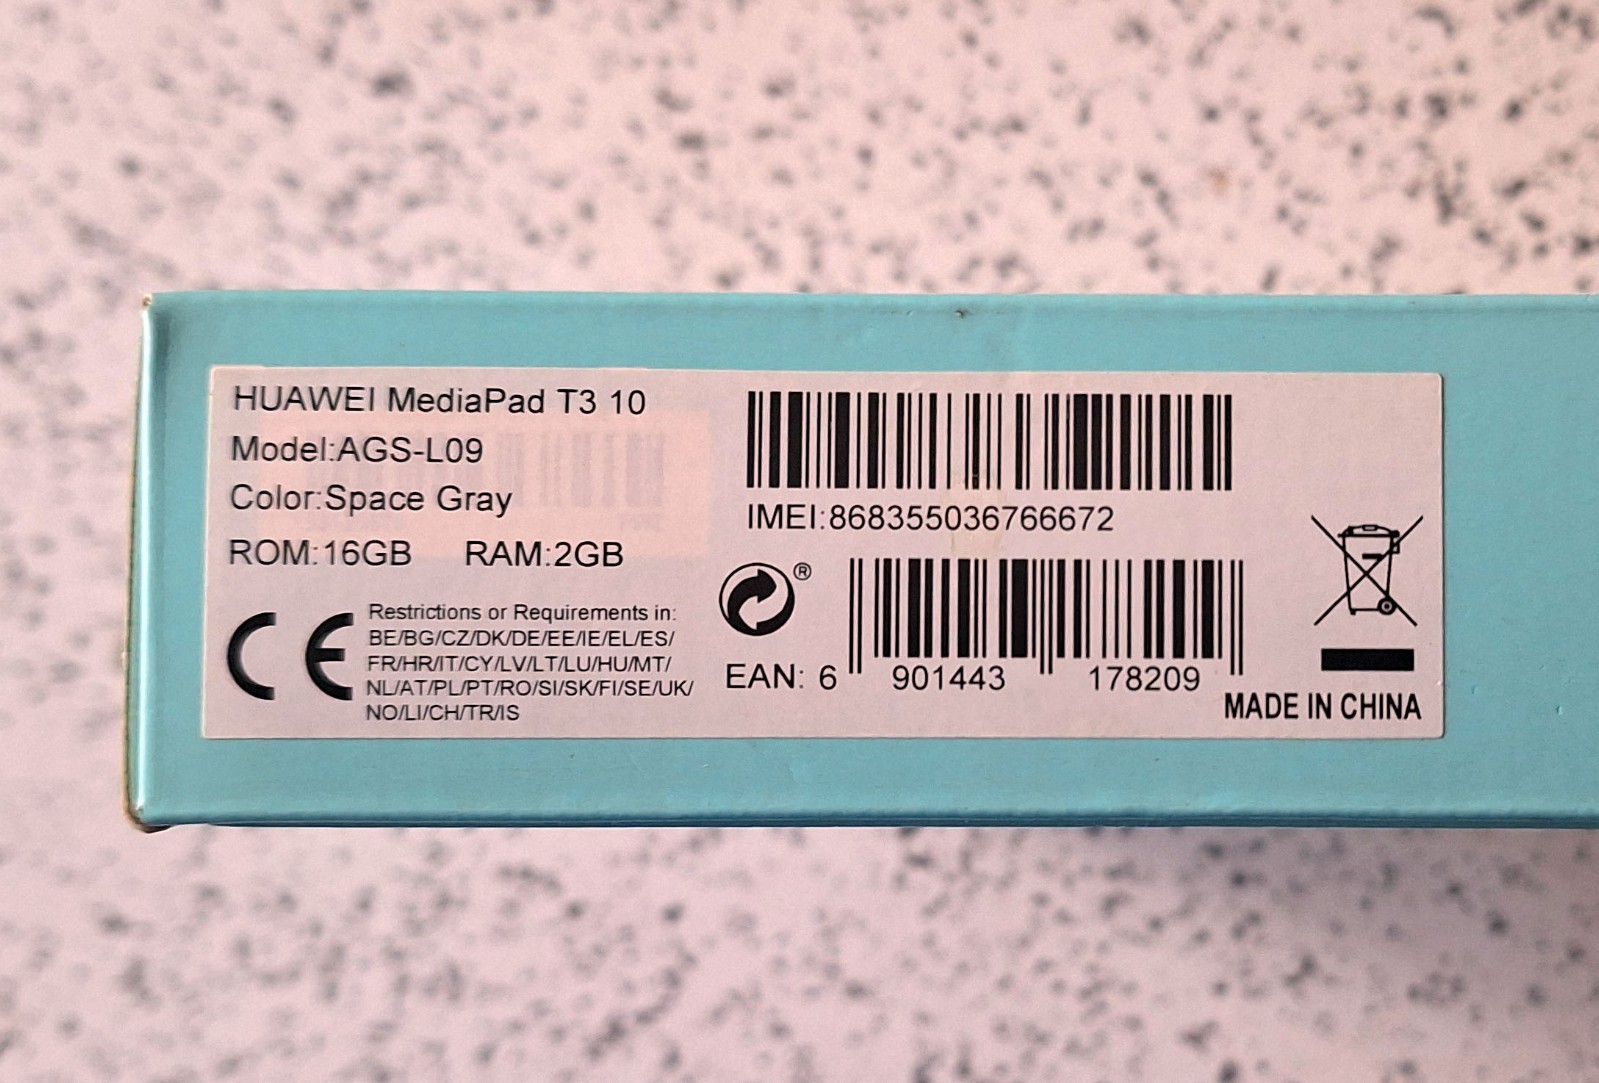 HUAWEI MediaPad T3 10
Model:AGS-L09
Color:Space Gray
ROM:16GB RAM:2GB
CE
Restrictions or Requirements in:
BE/BG/CZ/DK/DE/EE/IE/EL/ES/
FR/HR/IT/CY/LV/LT/LU/HU/MT/
NL/AT/PL/PT/RO/SI/SK/FI/SE/UK/
NO/LI/CH/TR/IS
IMEI:868355036766672
®
EAN: 6 901443 178209
MADE IN CHINA